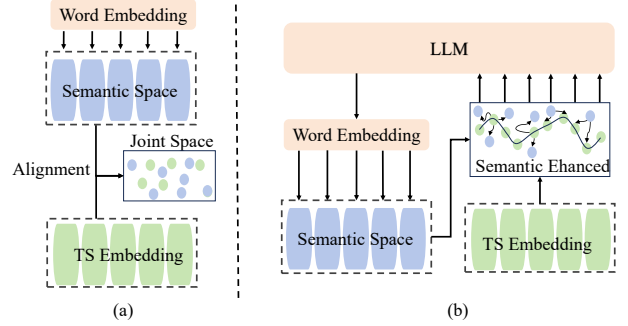 Word Embedding
Semantic Space
Joint Space
Alignment
TS Embedding
(a)
LLM
Word Embedding
Semantic Ehanced
Semantic Space
TS Embedding
(b)